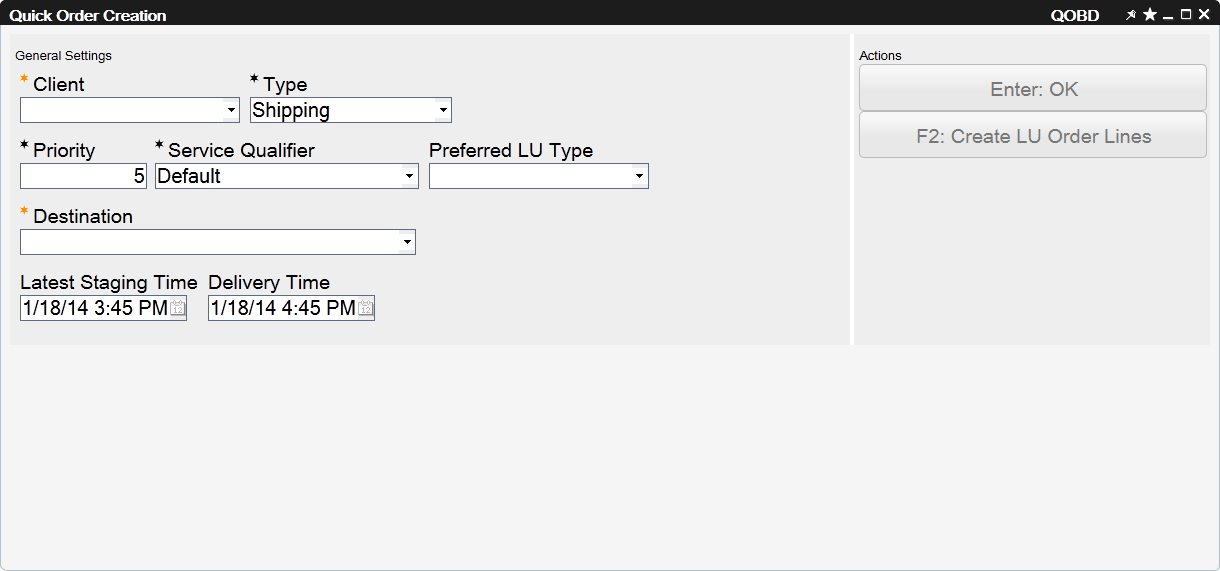 Quick Order Creation QOBD
General Settings
* Client * Type
Shipping
* Priority * Service Qualifier Preferred LU Type
5 Default
* Destination
Latest Staging Time Delivery Time
1/18/14 3:45 PM 12 1/18/14 4:45 PM 12
Actions
Enter: OK
F2: Create LU Order Lines